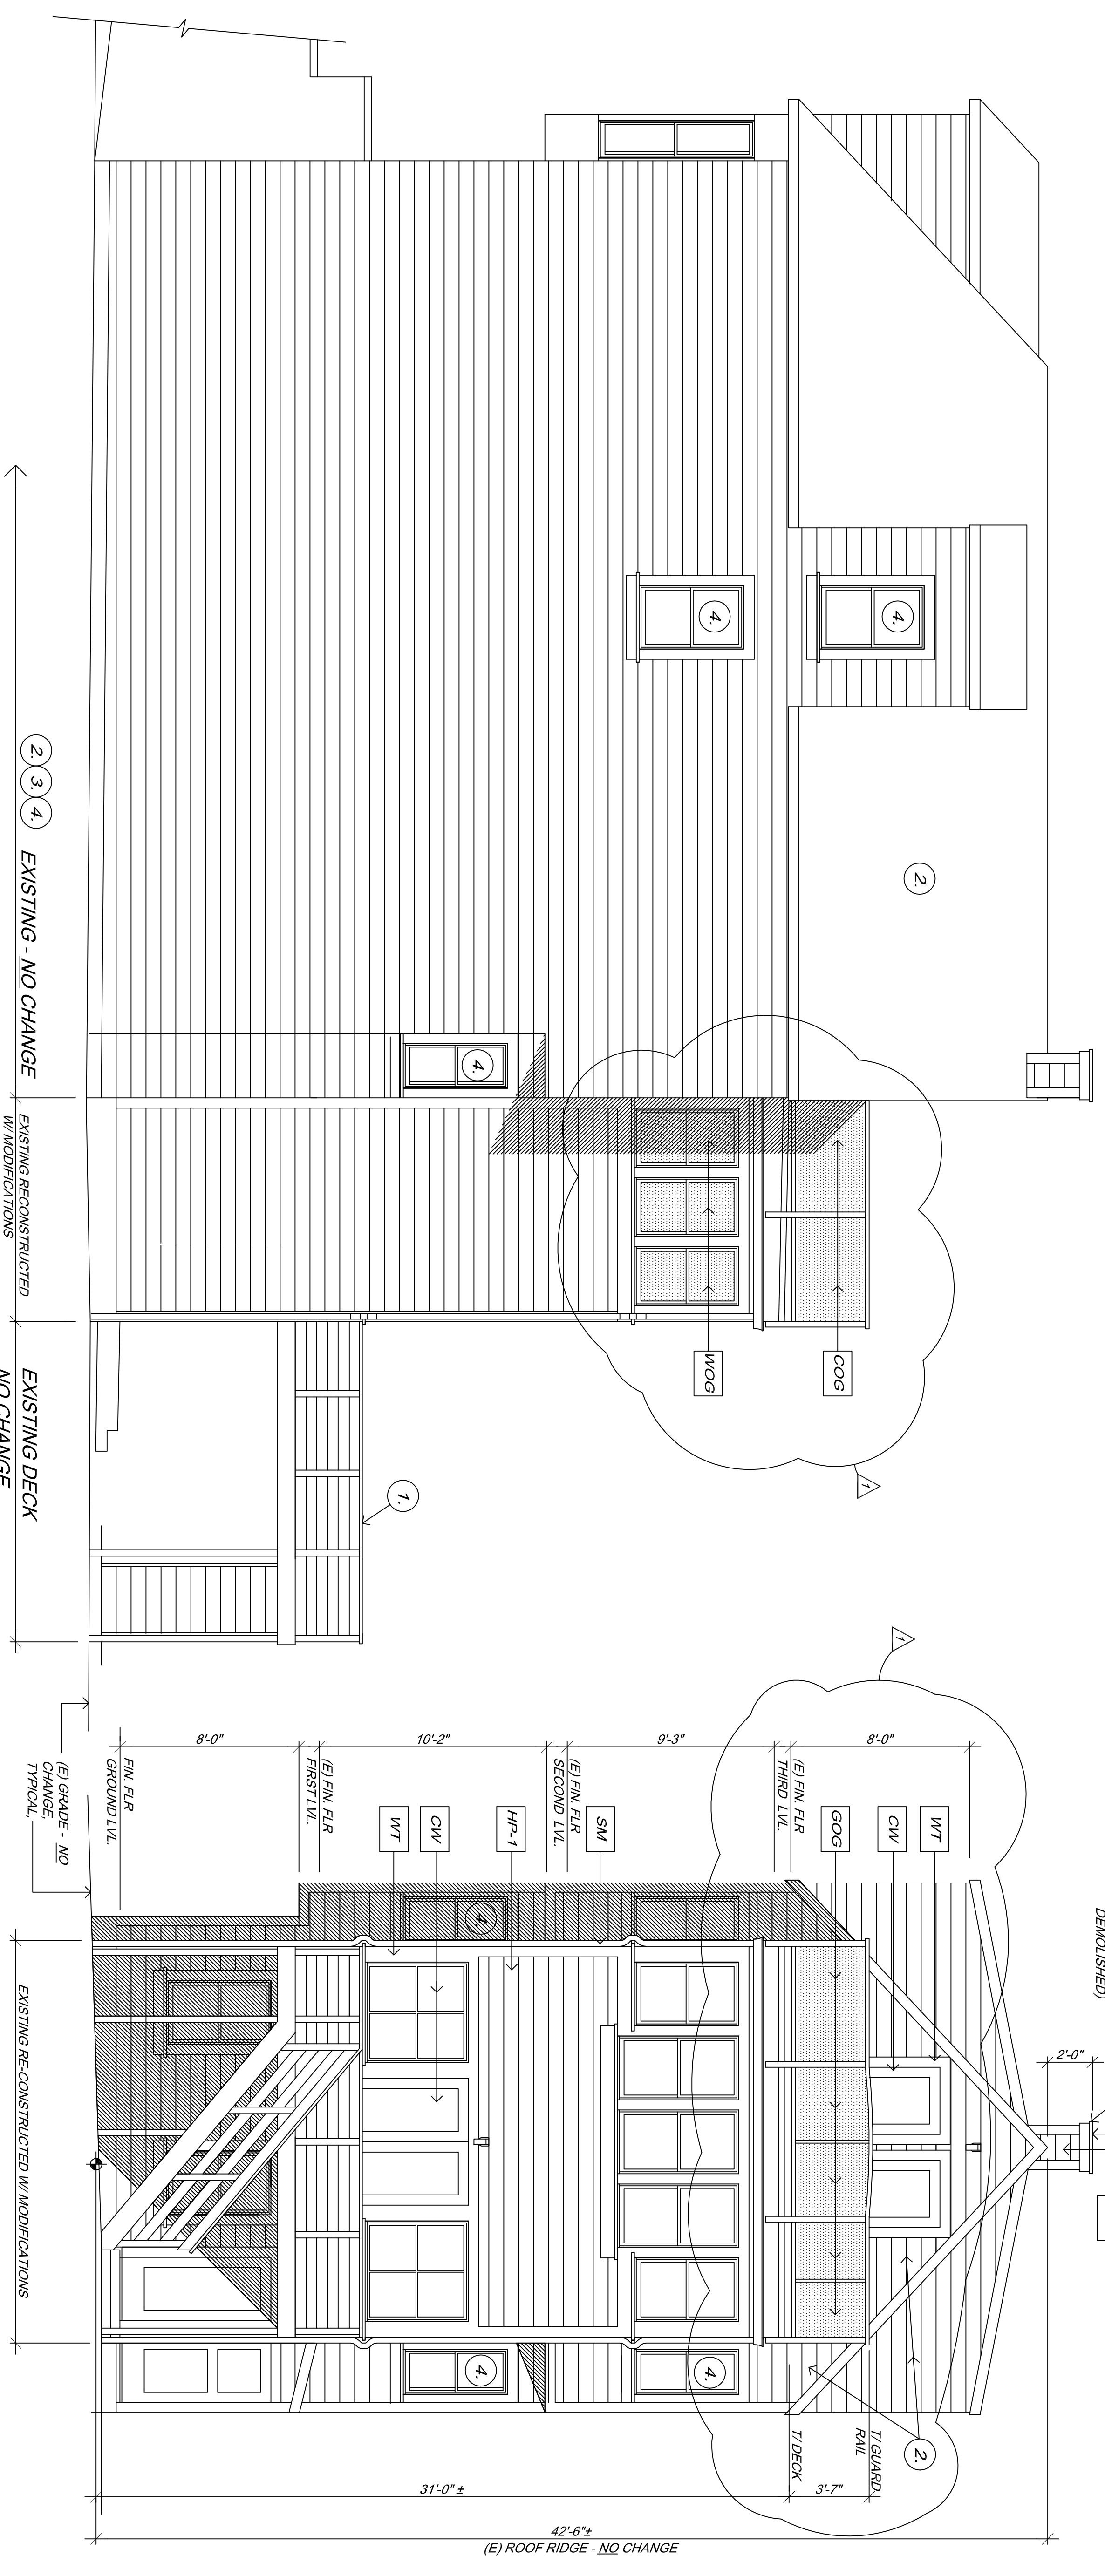 4.
4.
2.
4.
2. 3. 4. EXISTING - NO CHANGE
EXISTING RECONSTRUCTED
W/ MODIFICATIONS
EXISTING DECK
NO CHANGE
COG
WOG
1
1.
1
8'-0"
9'-3"
10'-2"
8'-0"
(E) FIN. FLR
THIRD LVL.
(E) FIN. FLR
SECOND LVL.
(E) FIN. FLR
FIRST LVL.
FIN. FLR
GROUND LVL.
(E) GRADE - NO
CHANGE,
TYPICAL,
WT
CW
GOG
SM
HP-1
CW
WT
DEMOLISHED)
2'-0"
4.
4.
4.
2.
EXISTING RE-CONSTRUCTED W/ MODIFICATIONS
T/ GUARD.
RAIL
T/ DECK
3'-7"
31'-0" ±
42'-6"±
(E) ROOF RIDGE - NO CHANGE